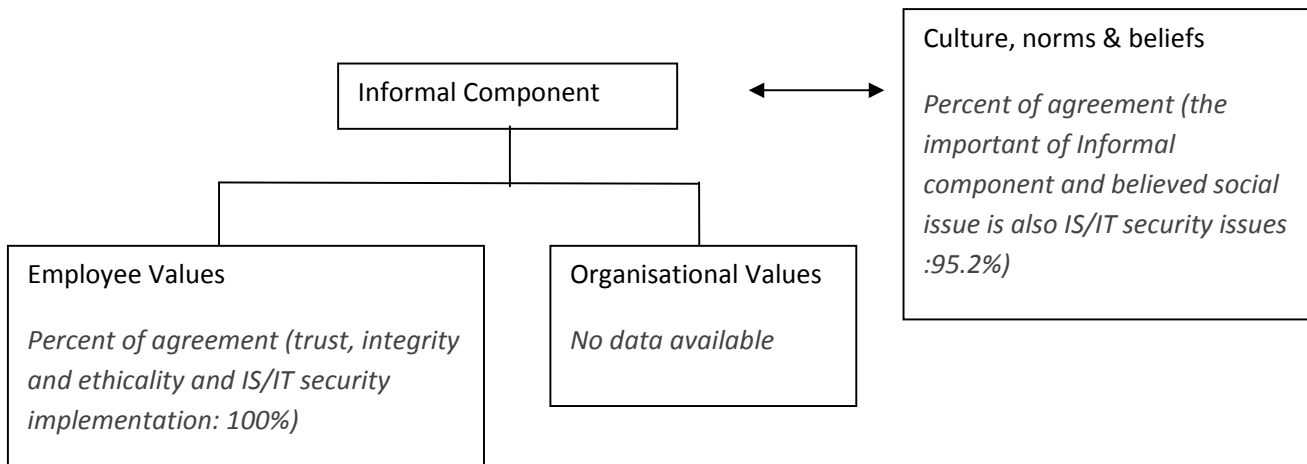 Culture, norms & beliefs
Percent of agreement (the
important of Informal
component and believed social
issue is also IS/IT security issues
:95.2%)
Informal Component
Employee Values
Percent of agreement (trust, integrity
and ethicality and IS/IT security
implementation: 100%)
Organisational Values
No data available